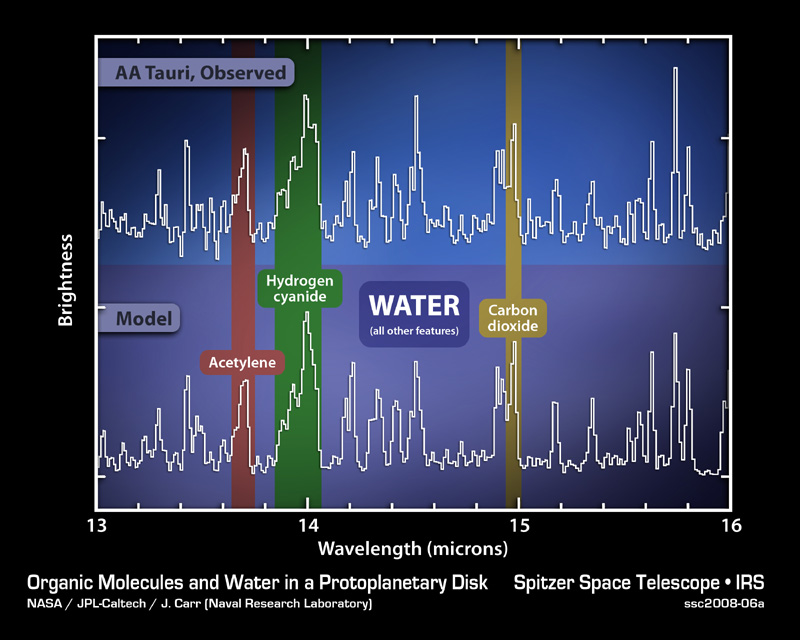 AA Tauri, Observed
Hydrogen
cyanide
WATER
(all other features)
Carbon
dioxide
Model
Acetylene
Brightness
13 14 15 16
Wavelength (microns)
Organic Molecules and Water in a Protoplanetary Disk Spitzer Space Telescope • IRS
NASA / JPL-Caltech / J. Carr (Naval Research Laboratory) ssc2008-06a